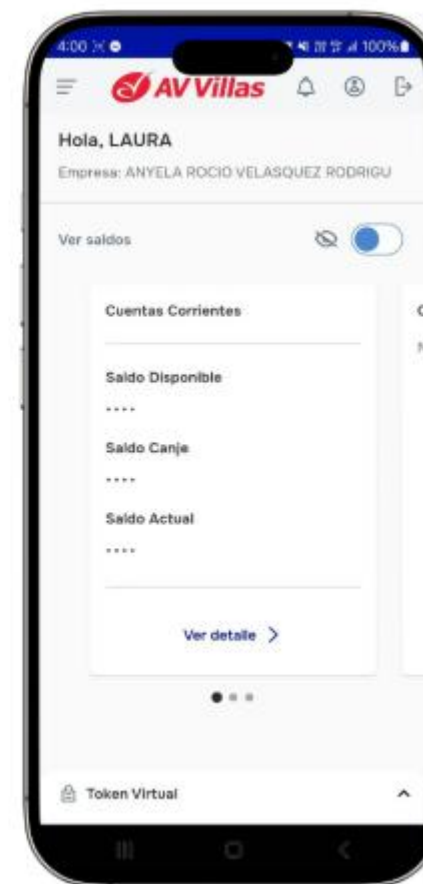 4:00
100%
AV Villas
Hola, LAURA
Empresa: ANYELA ROCIO VELASQUEZ RODRIGU
Ver saldos
Cuentas Corrientes
Saldo Disponible
····
Saldo Canje
····
Saldo Actual
····
Ver detalle
Token Virtual